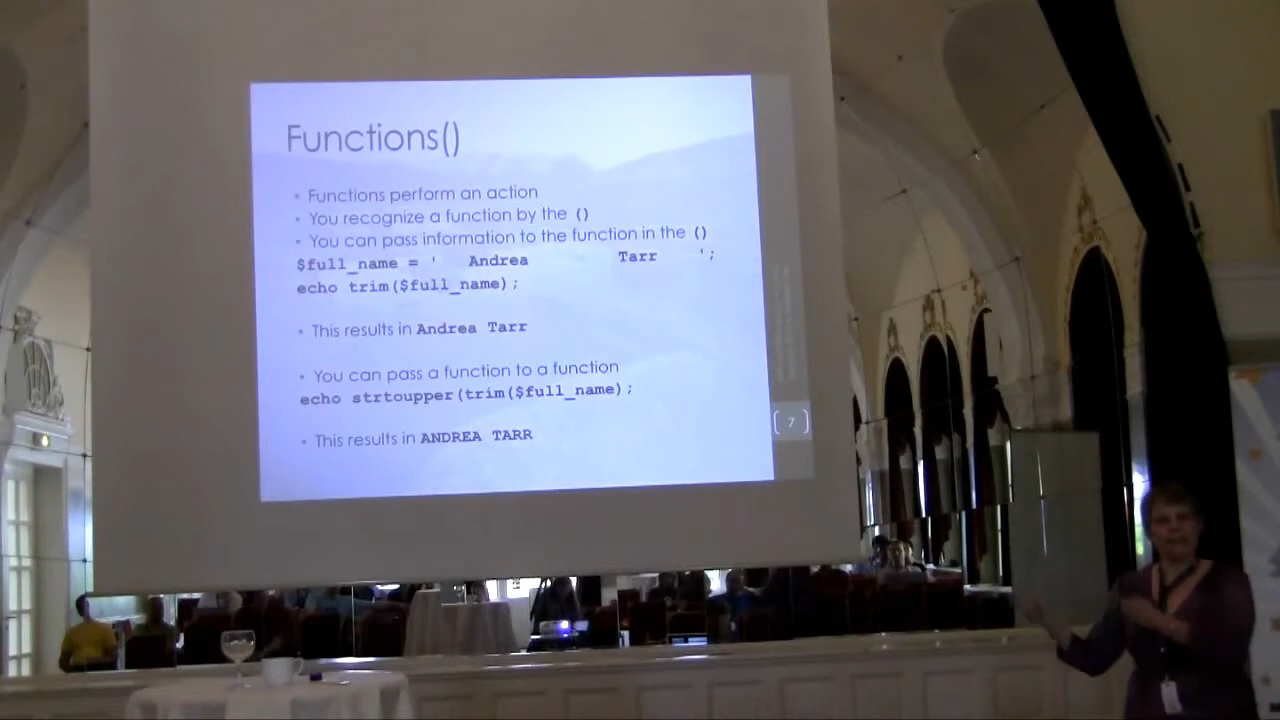 Functions()
• Functions perform an action
• You recognize a function by the ()
• You can pass information to the function in the ()
$full_name = '   Andrea         Tarr    ';
echo trim($full_name);
• This results in Andrea Tarr
• You can pass a function to a function
echo strtoupper(trim($full_name);
• This results in ANDREA TARR
7